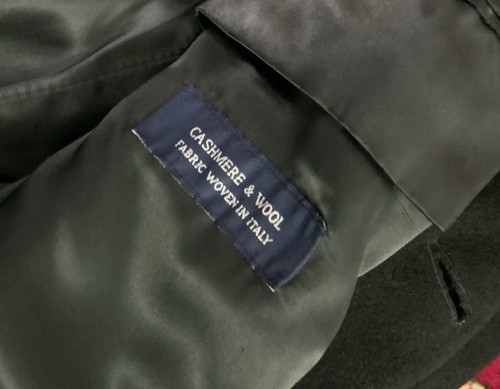 CASHMERE & WOOL
FABRIC WOVEN IN ITALY